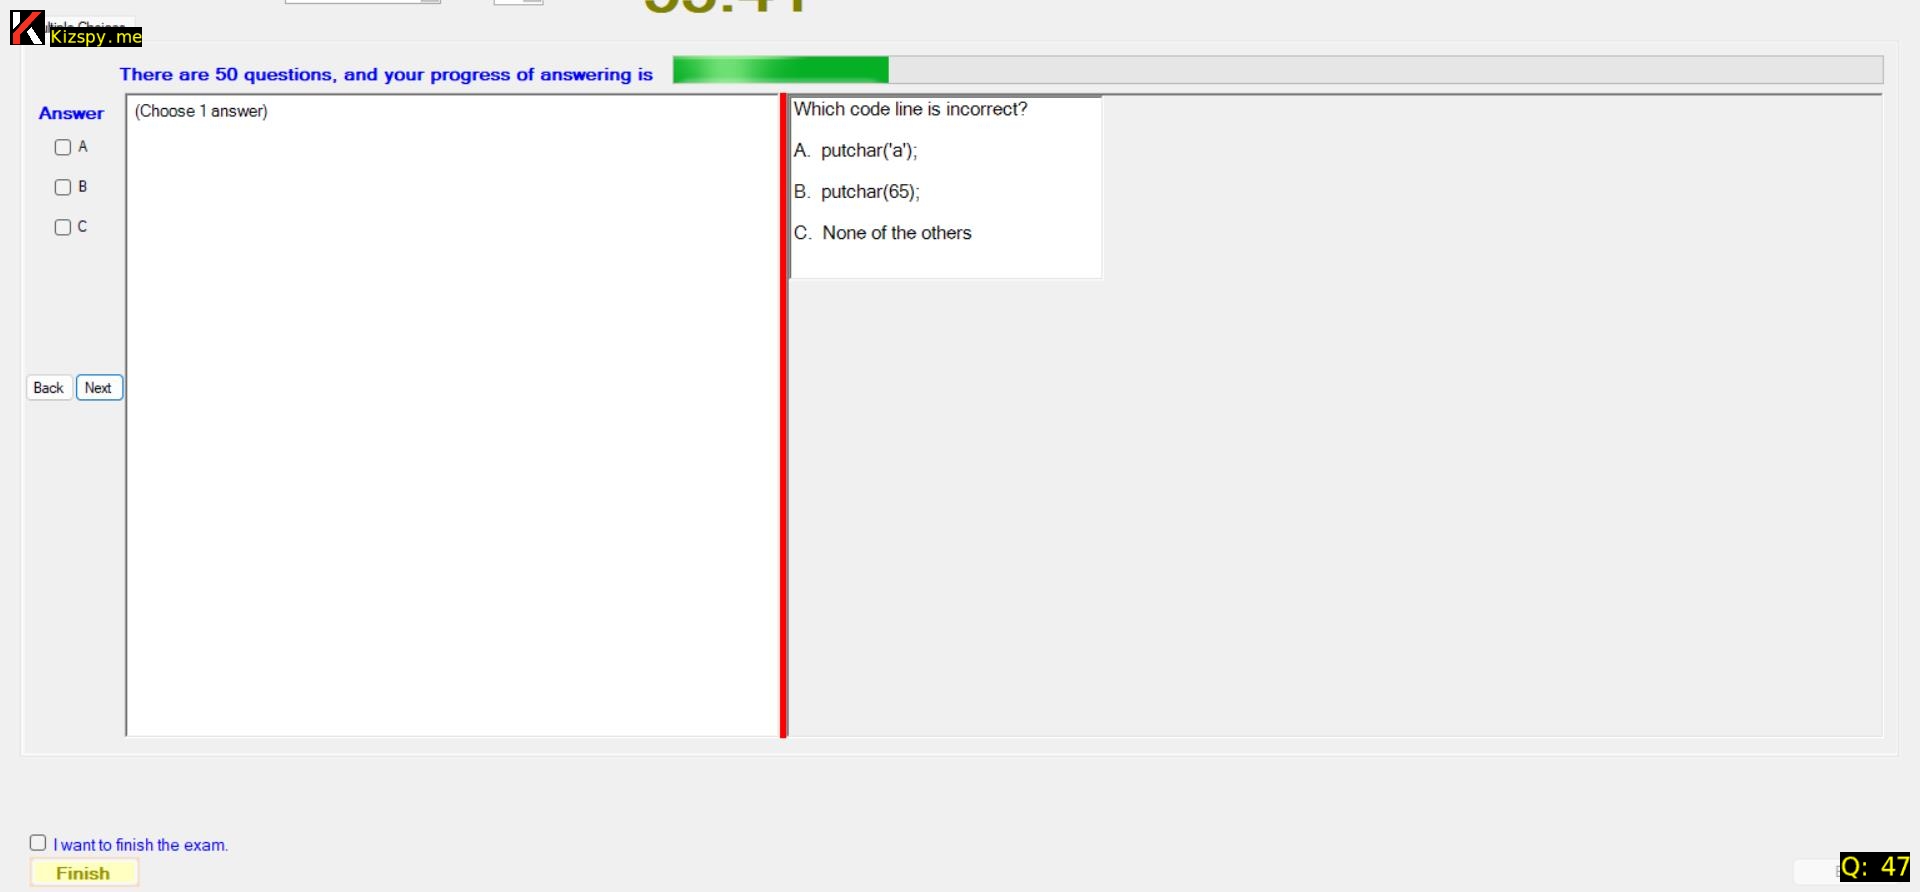 Kizspy.me
There are 50 questions, and your progress of answering is
Answer
(Choose 1 answer)
A
B
C
Which code line is incorrect?
A. putchar('a');
B. putchar(65);
C. None of the others
Back Next
I want to finish the exam.
Finish
Q: 47